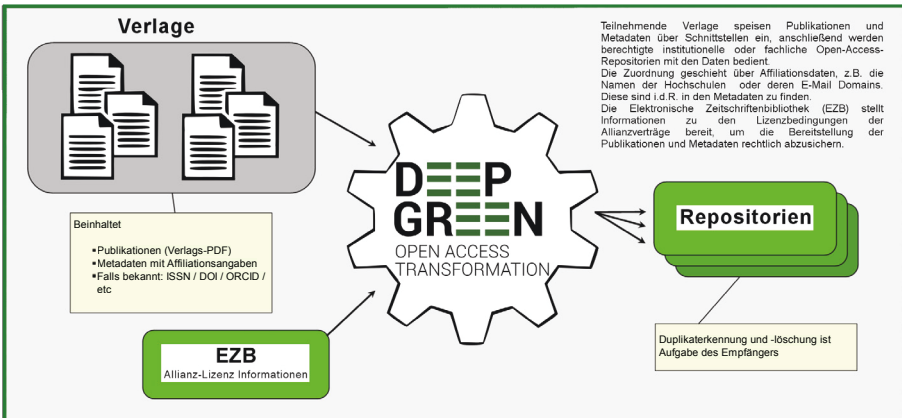 Verlage
Teilnehmende Verlage speisen Publikationen und
Metadaten über Schnittstellen ein, anschließend werden
berechtigte institutionelle oder fachliche Open-Access-
Repositorien mit den Daten bedient.
Die Zuordnung geschieht über Affiliationsdaten, z.B. die
Namen der Hochschulen oder deren E-Mail Domains.
Diese sind i.d.R. in den Metadaten zu finden.
Die Elektronische Zeitschriftenbibliothek (EZB) stellt
Informationen zu den Lizenzbedingungen der
Allianzverträge bereit, um die Bereitstellung der
Publikationen und Metadaten rechtlich abzusichern.
DEEP
GREEN
OPEN ACCESS
TRANSFORMATION
Repositorien
Beinhaltet
▪Publikationen (Verlags-PDF)
▪Metadaten mit Affiliationsangaben
▪Falls bekannt: ISSN / DOI / ORCID /
etc
EZB
Allianz-Lizenz Informationen
Duplikaterkennung und -löschung ist
Aufgabe des Empfängers